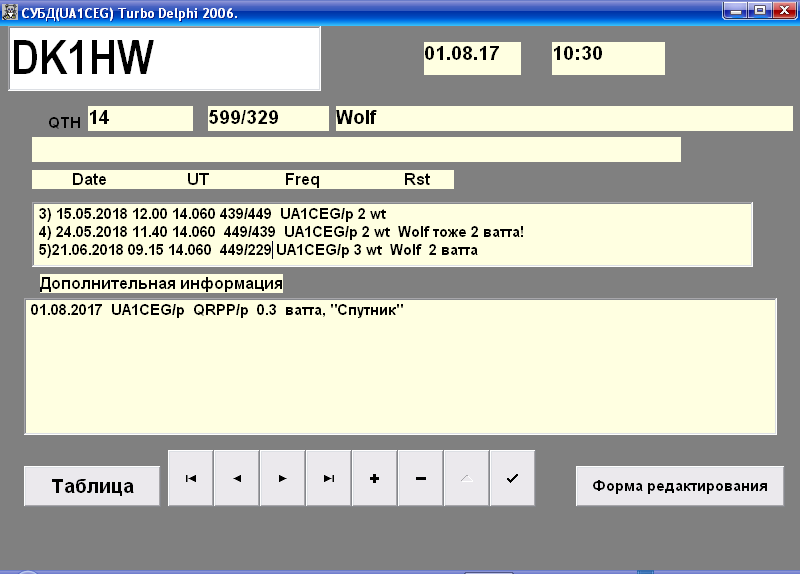 СУБД(UA1CEG) Turbo Delphi 2006.
DK1HW
01.08.17 10:30
QTH 14 599/329 Wolf
Date UT Freq Rst
3) 15.05.2018 12.00 14.060 439/449 UA1CEG/p 2 wt
4) 24.05.2018 11.40 14.060 449/439 UA1CEG/p 2 wt Wolf тоже 2 ватта!
5)21.06.2018 09.15 14.060 449/229 UA1CEG/p 3 wt Wolf 2 ватта
Дополнительная информация
01.08.2017 UA1CEG/p QRPP/p 0.3 ватта, "Спутник"
Таблица
Форма редактирования